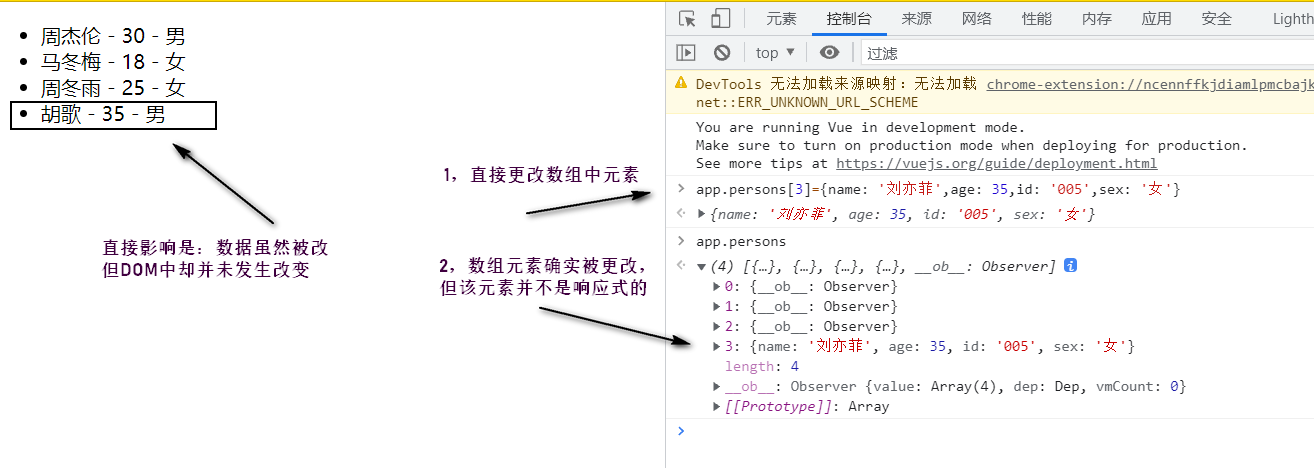 周杰伦 - 30 - 男
马冬梅 - 18 - 女
周冬雨 - 25 - 女
胡歌 - 35 - 男
直接影响是：数据虽然被改
但DOM中却并未发生改变
1，直接更改数组中元素
2，数组元素确实被更改，
但该元素并不是响应式的
元素 控制台 来源 网络 性能 内存 应用 安全 Lighth
top 过滤
DevTools 无法加载来源映射：无法加载 chrome-extension://ncennffkjdiamlpmcbajk
net::ERR_UNKNOWN_URL_SCHEME
You are running Vue in development mode.
Make sure to turn on production mode when deploying for production.
See more tips at https://vuejs.org/guide/deployment.html
app.persons[3]={name: '刘亦菲',age: 35,id: '005',sex: '女'}
{name: '刘亦菲', age: 35, id: '005', sex: '女'}
app.persons
(4) [{…}, {…}, {…}, {…}, __ob__: Observer]
0: {__ob__: Observer}
1: {__ob__: Observer}
2: {__ob__: Observer}
3: {name: '刘亦菲', age: 35, id: '005', sex: '女'}
length: 4
__ob__: Observer {value: Array(4), dep: Dep, vmCount: 0}
[[Prototype]]: Array